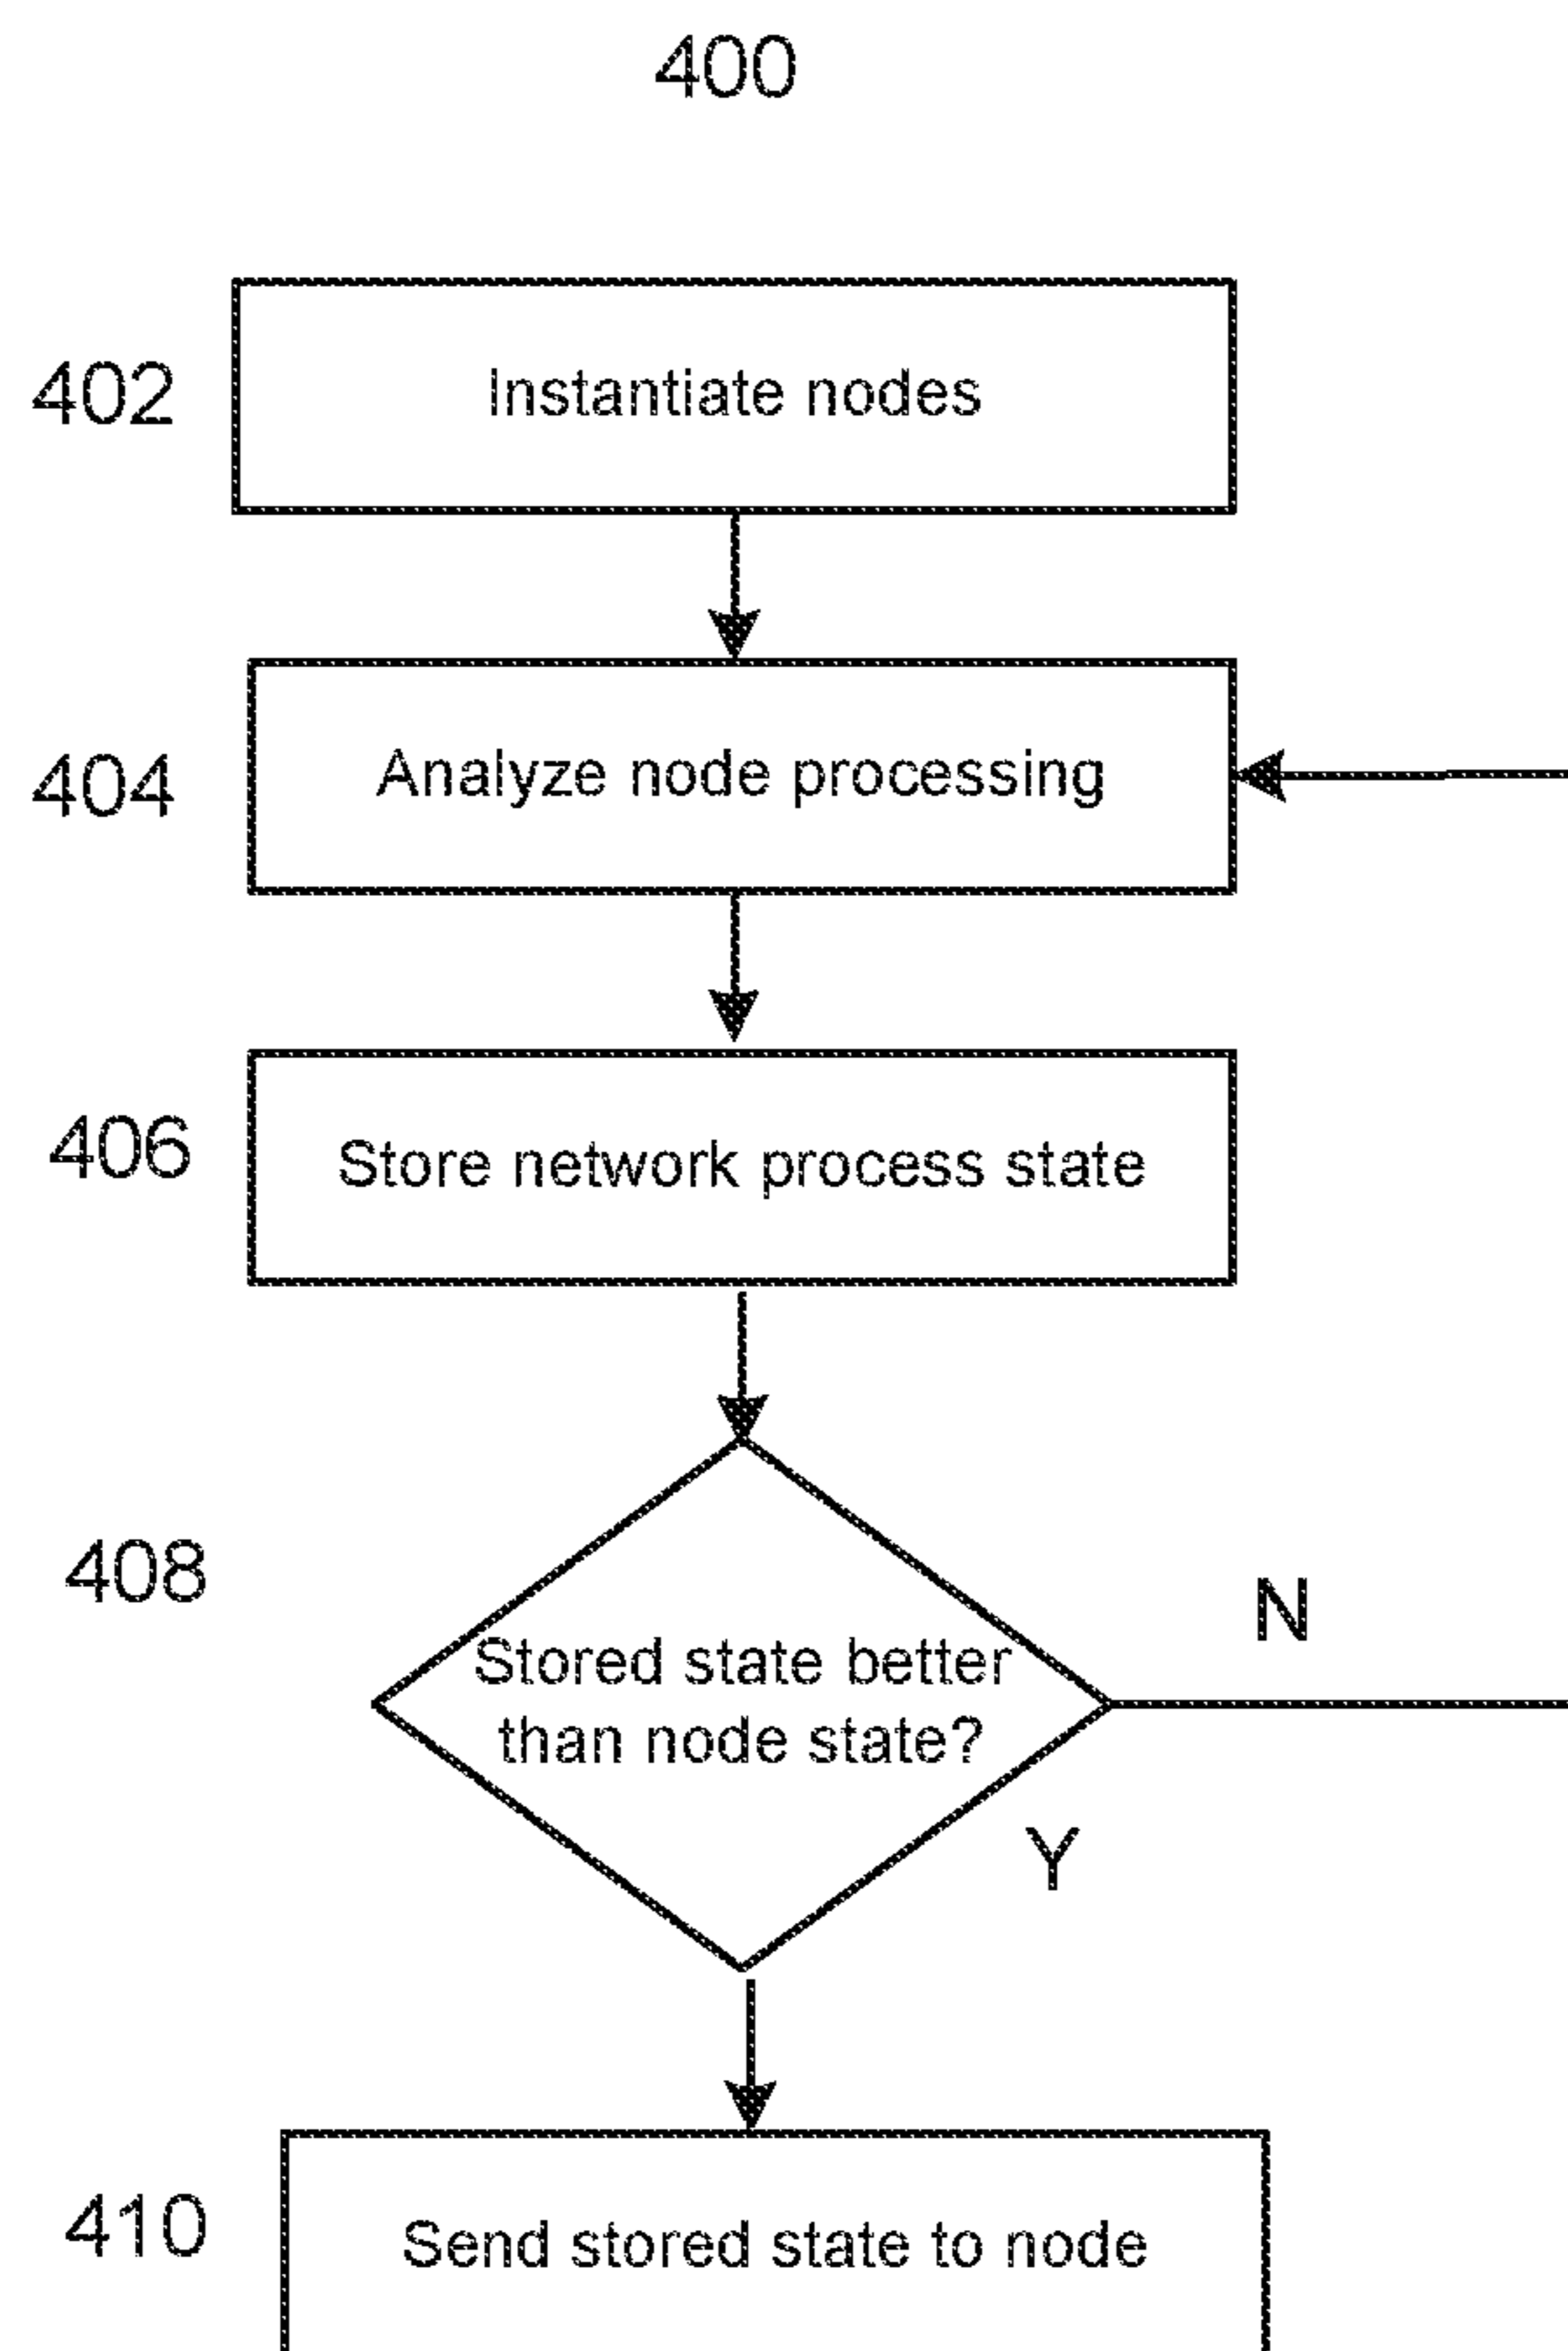 400
402
Instantiate nodes
404
Analyze node processing
406
Store network process state
408
Stored state better
than node state?
N
Y
410
Send stored state to node